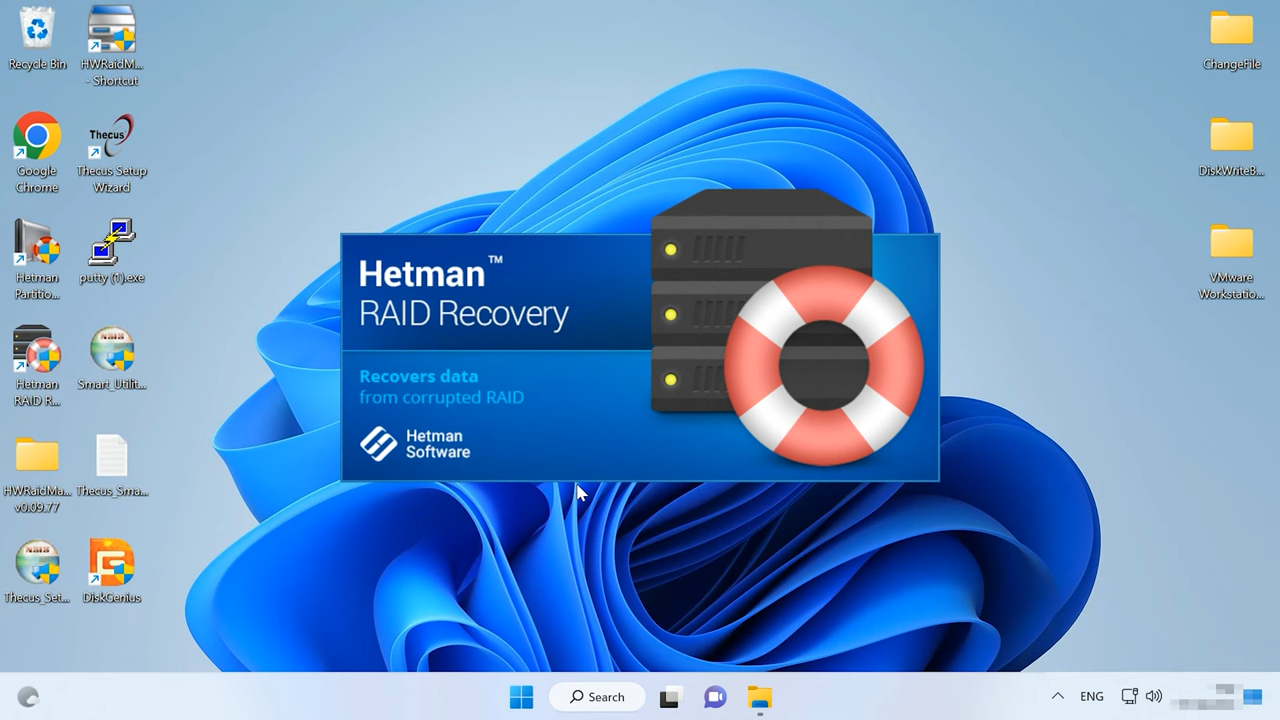 Recycle Bin
HWRaidM...
- Shortcut
Google
Chrome
Thecus
Thecus Setup
Wizard
Hetman
Partitio...
putty (1).exe
Hetman
RAID R...
NAS
Smart_Utilit...
HWRaidMa...
v0.09.77
Thecus_Sma...
NAS
Thecus_Set...
DiskGenius
Hetman™
RAID Recovery
Recovers data
from corrupted RAID
Hetman
Software
ChangeFile
DiskWriteB...
VMware
Workstatio...
Search
ENG